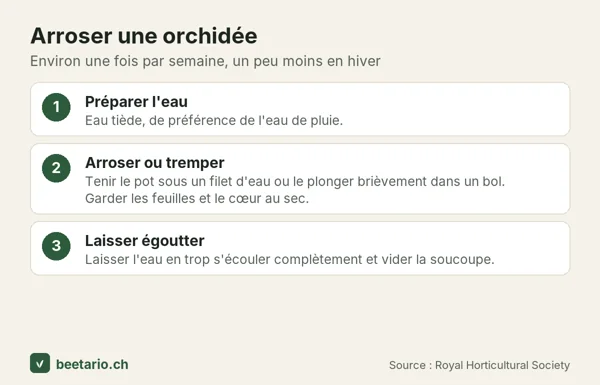 Arroser une orchidée
Environ une fois par semaine, un peu moins en hiver
1
Préparer l'eau
Eau tiède, de préférence de l'eau de pluie.
2
Arroser ou tremper
Tenir le pot sous un filet d'eau ou le plonger brièvement dans un bol.
Garder les feuilles et le cœur au sec.
3
Laisser égoutter
Laisser l'eau en trop s'écouler complètement et vider la soucoupe.
beetario.ch
Source : Royal Horticultural Society